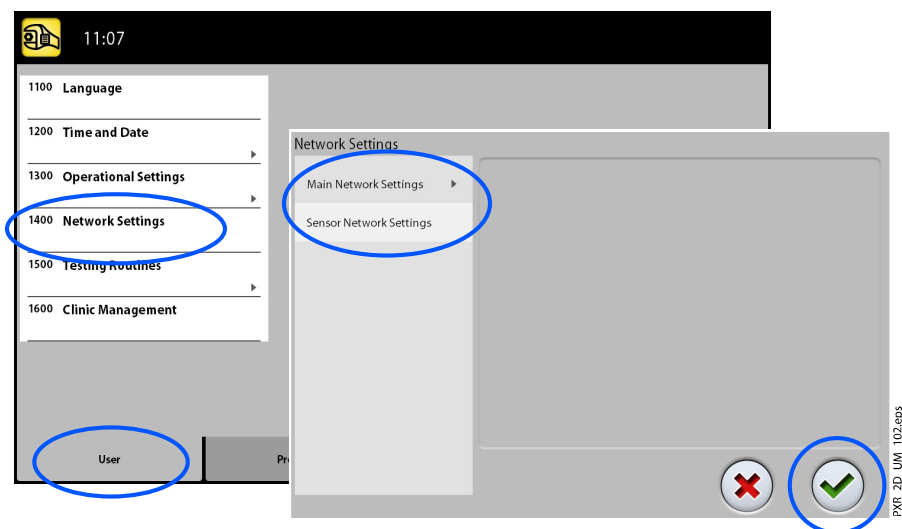 11:07
1100 Language
1200 Time and Date
1300 Operational Settings
1400 Network Settings
1500 Testing Routines
1600 Clinic Management
User
Network Settings
Main Network Settings
Sensor Network Settings
PXR 2D UM 102.eps